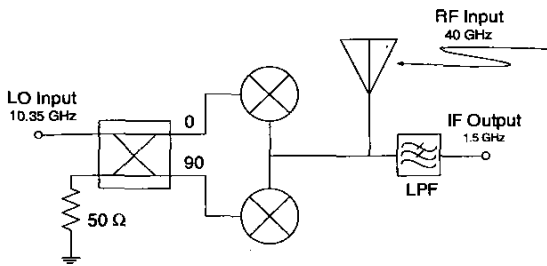 RF Input
40 GHz
LO Input
10.35 GHz
0
90
50 Ω
IF Output
1.5 GHz
LPF